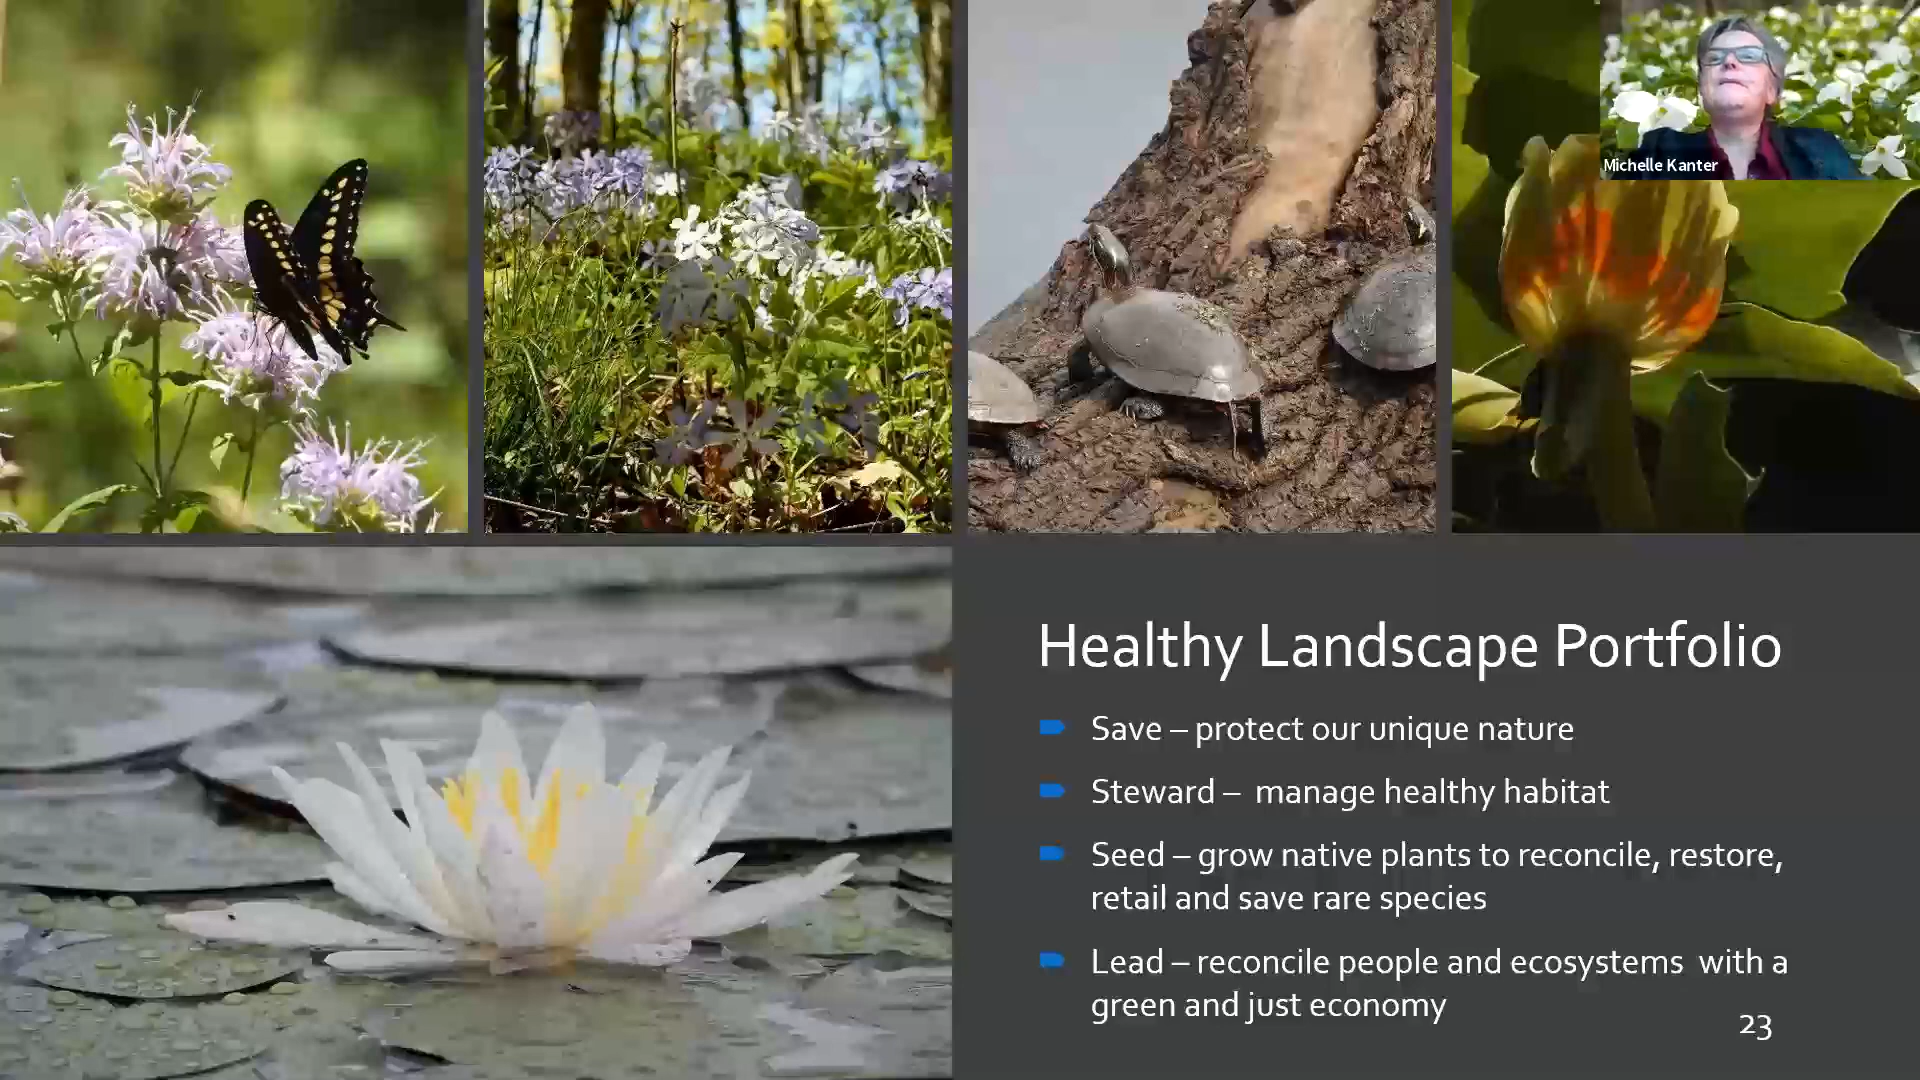 Michelle Kanter
Healthy Landscape Portfolio
Save – protect our unique nature
Steward – manage healthy habitat
Seed – grow native plants to reconcile, restore,
retail and save rare species
Lead – reconcile people and ecosystems with a
green and just economy
23